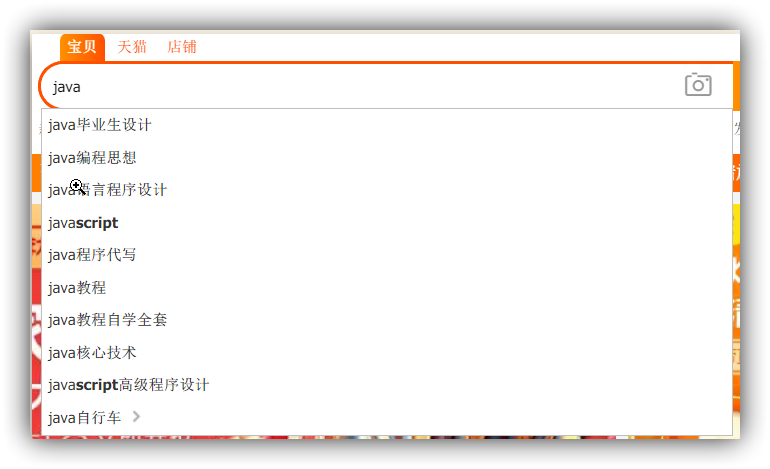 宝贝 天猫 店铺
java
java毕业生设计
java编程思想
java语言程序设计
javascript
java程序代写
java教程
java教程自学全套
java核心技术
javascript高级程序设计
java自行车